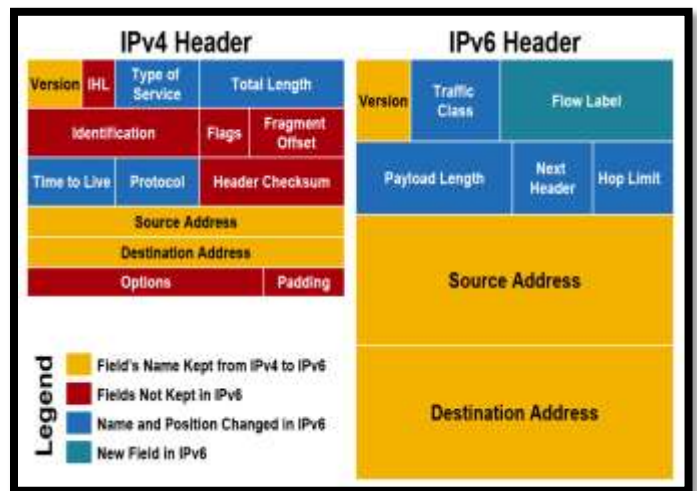 IPv4 Header
Version IHL Type of Service Total Length
Identification Flags Fragment Offset
Time to Live Protocol Header Checksum
Source Address
Destination Address
Options Padding
IPv6 Header
Version Traffic Class Flow Label
Payload Length Next Header Hop Limit
Source Address
Destination Address
Legend
Field's Name Kept from IPv4 to IPv6
Fields Not Kept in IPv6
Name and Position Changed in IPv6
New Field in IPv6